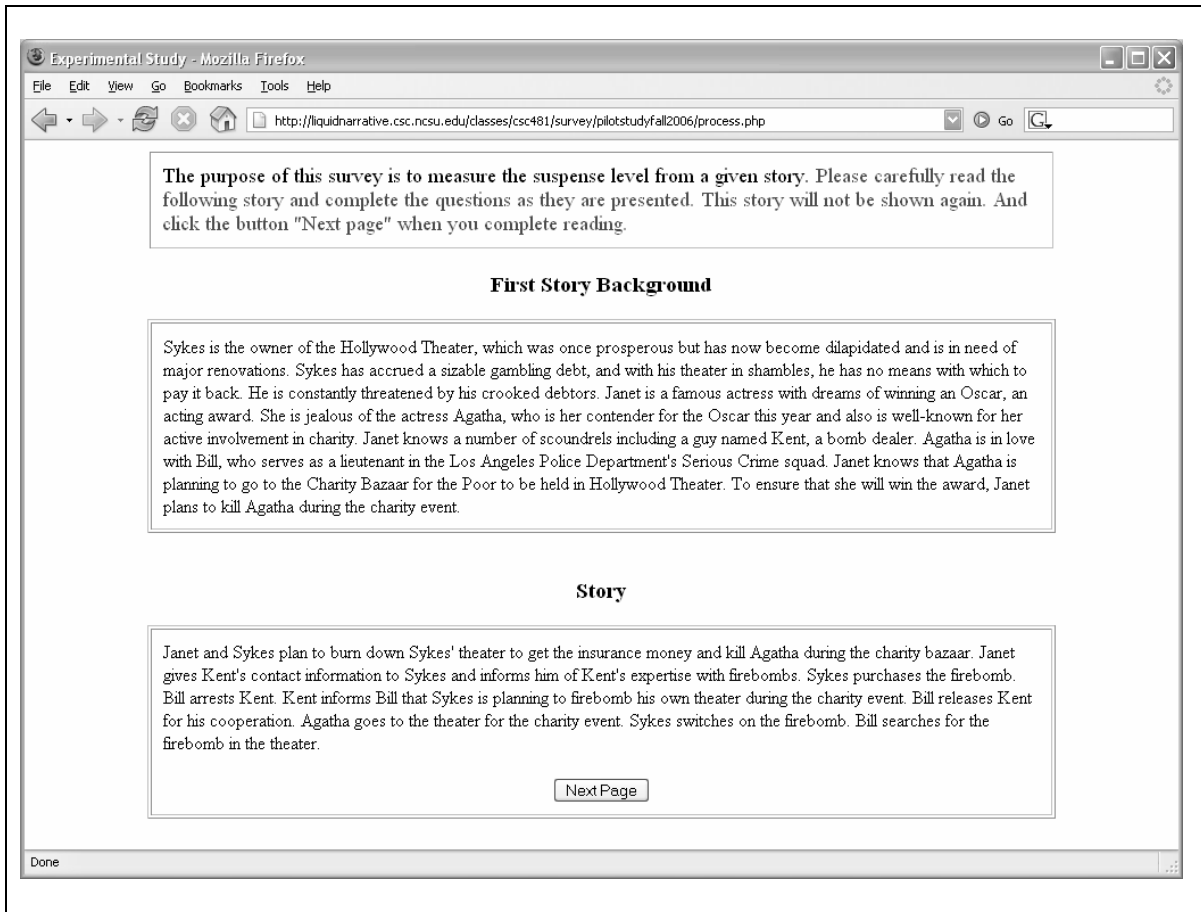 Experimental Study - Mozilla Firefox
File Edit View Go Bookmarks Tools Help
http://liquidnarrative.csc.ncsu.edu/classes/csc481/survey/pilotstudyfall2006/process.php Go G
The purpose of this survey is to measure the suspense level from a given story. Please carefully read the
following story and complete the questions as they are presented. This story will not be shown again. And
click the button "Next page" when you complete reading.
First Story Background
Sykes is the owner of the Hollywood Theater, which was once prosperous but has now become dilapidated and is in need of
major renovations. Sykes has accrued a sizable gambling debt, and with his theater in shambles, he has no means with which to
pay it back. He is constantly threatened by his crooked debtors. Janet is a famous actress with dreams of winning an Oscar, an
acting award. She is jealous of the actress Agatha, who is her contender for the Oscar this year and also is well-known for her
active involvement in charity. Janet knows a number of scoundrels including a guy named Kent, a bomb dealer. Agatha is in love
with Bill, who serves as a lieutenant in the Los Angeles Police Department's Serious Crime squad. Janet knows that Agatha is
planning to go to the Charity Bazaar for the Poor to be held in Hollywood Theater. To ensure that she will win the award, Janet
plans to kill Agatha during the charity event.
Story
Janet and Sykes plan to burn down Sykes' theater to get the insurance money and kill Agatha during the charity bazaar. Janet
gives Kent's contact information to Sykes and informs him of Kent's expertise with firebombs. Sykes purchases the firebomb.
Bill arrests Kent. Kent informs Bill that Sykes is planning to firebomb his own theater during the charity event. Bill releases Kent
for his cooperation. Agatha goes to the theater for the charity event. Sykes switches on the firebomb. Bill searches for the
firebomb in the theater.
Next Page
Done